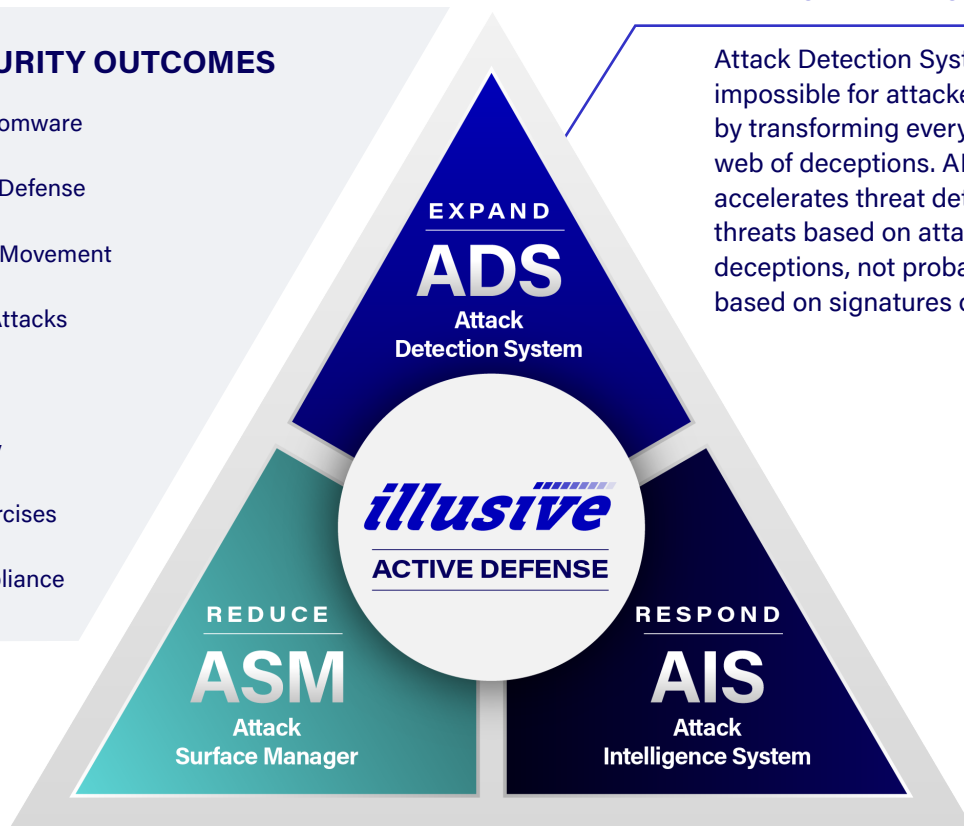 URITY OUTCOMES
omware
Defense
Movement
ttacks
rcises
liance
Attack Detection Syst
impossible for attacke
by transforming every
web of deceptions. A
accelerates threat det
threats based on atta
deceptions, not proba
based on signatures o
EXPAND
ADS
Attack
Detection System
illusive
ACTIVE DEFENSE
REDUCE
ASM
Attack
Surface Manager
RESPOND
AIS
Attack
Intelligence System